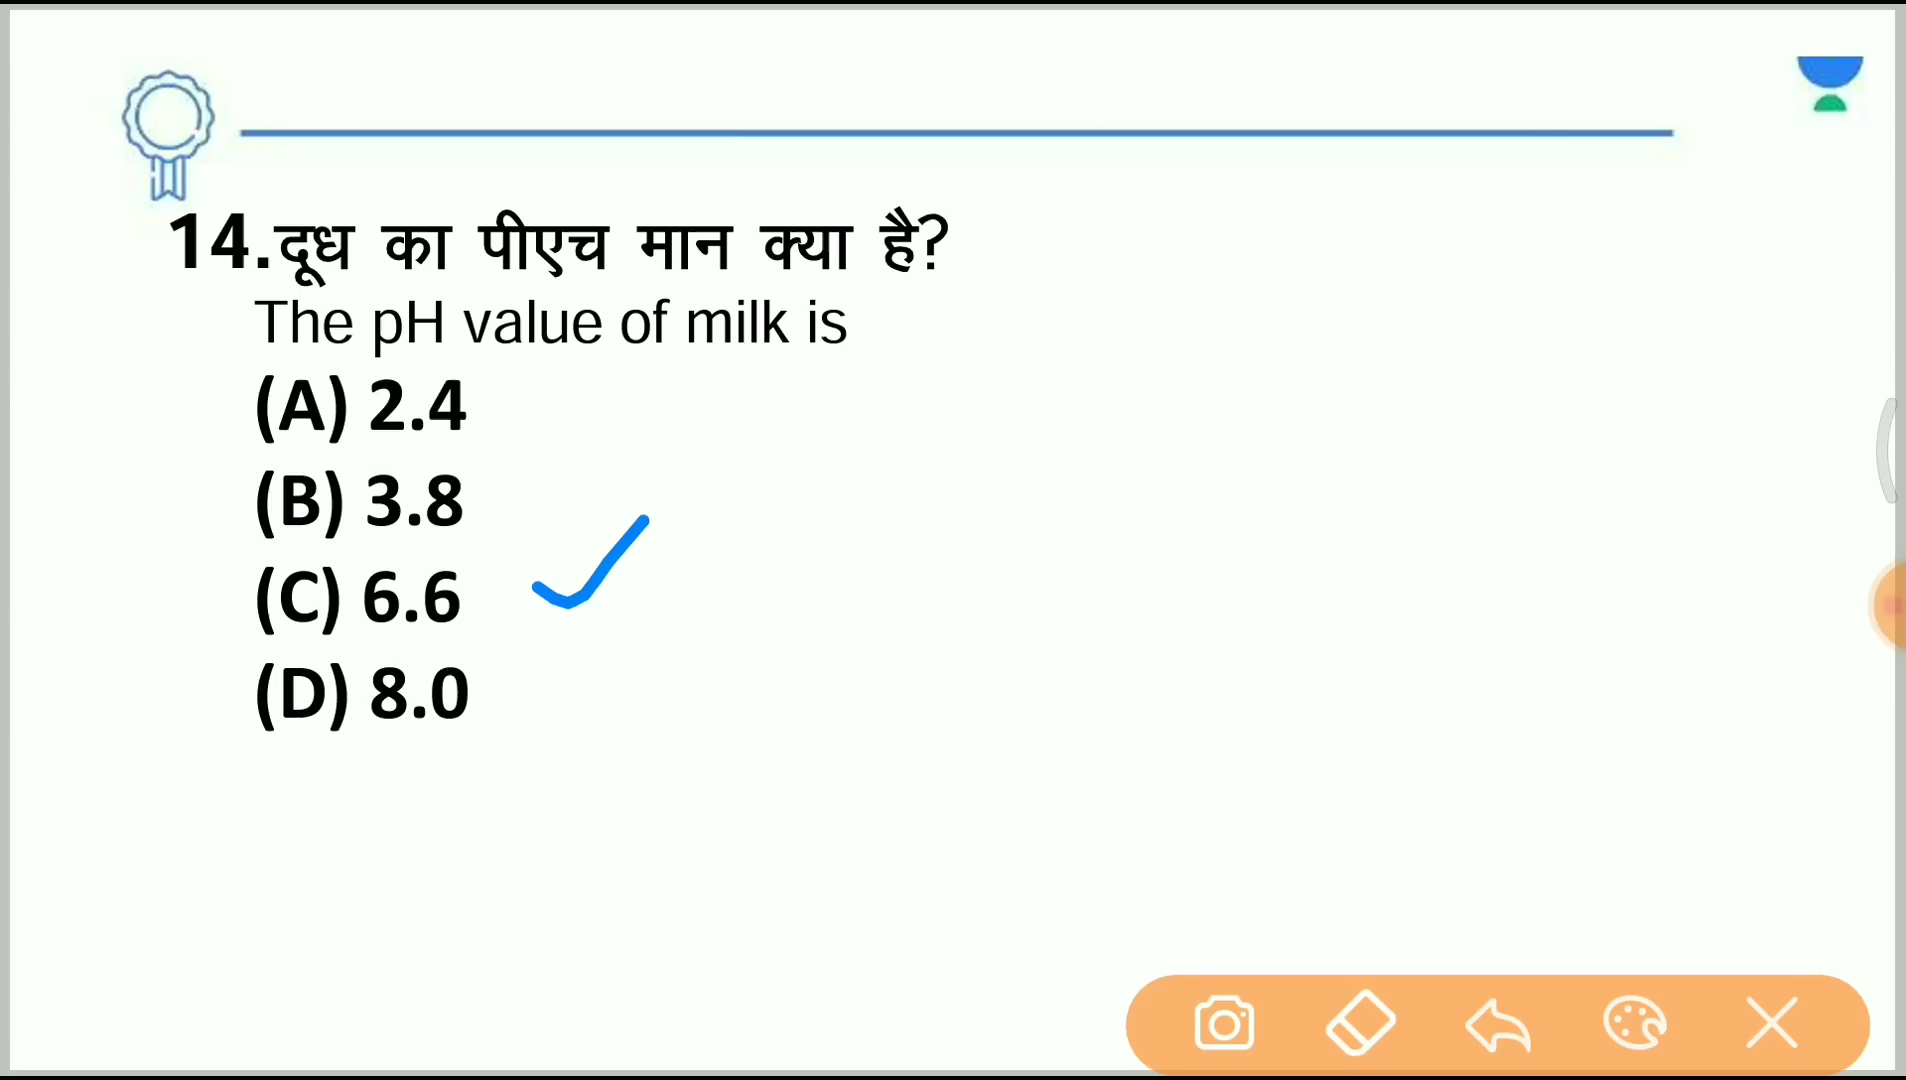 14.दूध का पीएच मान क्या है?
The pH value of milk is
(A) 2.4
(B) 3.8
(C) 6.6
(D) 8.0